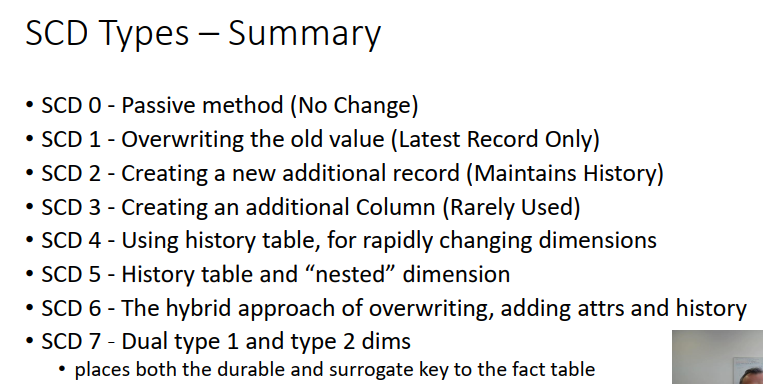 SCD Types – Summary
• SCD 0 - Passive method (No Change)
• SCD 1 - Overwriting the old value (Latest Record Only)
• SCD 2 - Creating a new additional record (Maintains History)
• SCD 3 - Creating an additional Column (Rarely Used)
• SCD 4 - Using history table, for rapidly changing dimensions
• SCD 5 - History table and “nested” dimension
• SCD 6 - The hybrid approach of overwriting, adding attrs and history
• SCD 7 - Dual type 1 and type 2 dims
• places both the durable and surrogate key to the fact table